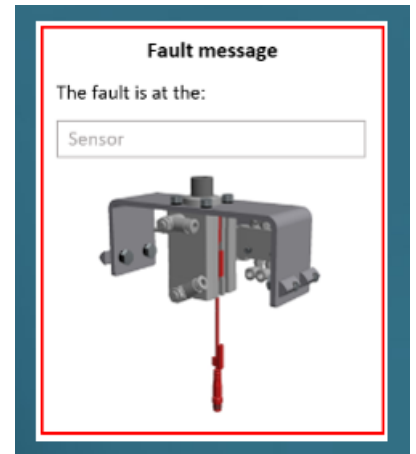 Fault message
The fault is at the:
Sensor